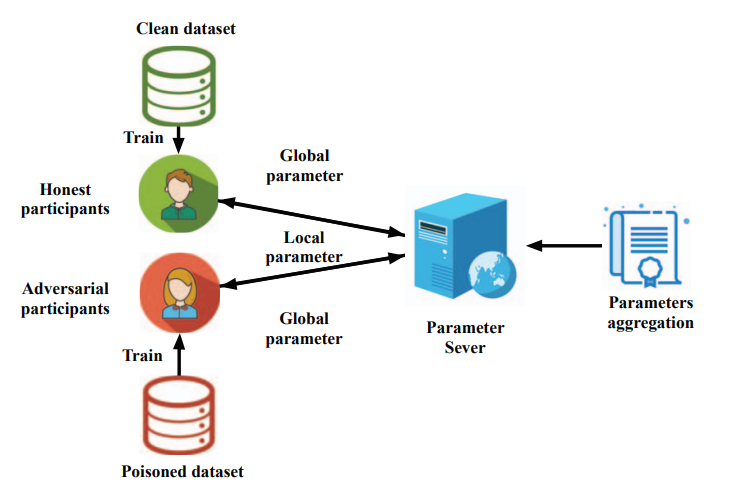 Clean dataset
Train
Global
parameter
Honest
participants
Local
parameter
Adversarial
participants
Global
parameter
Parameter
Sever
Parameters
aggregation
Train
Poisoned dataset